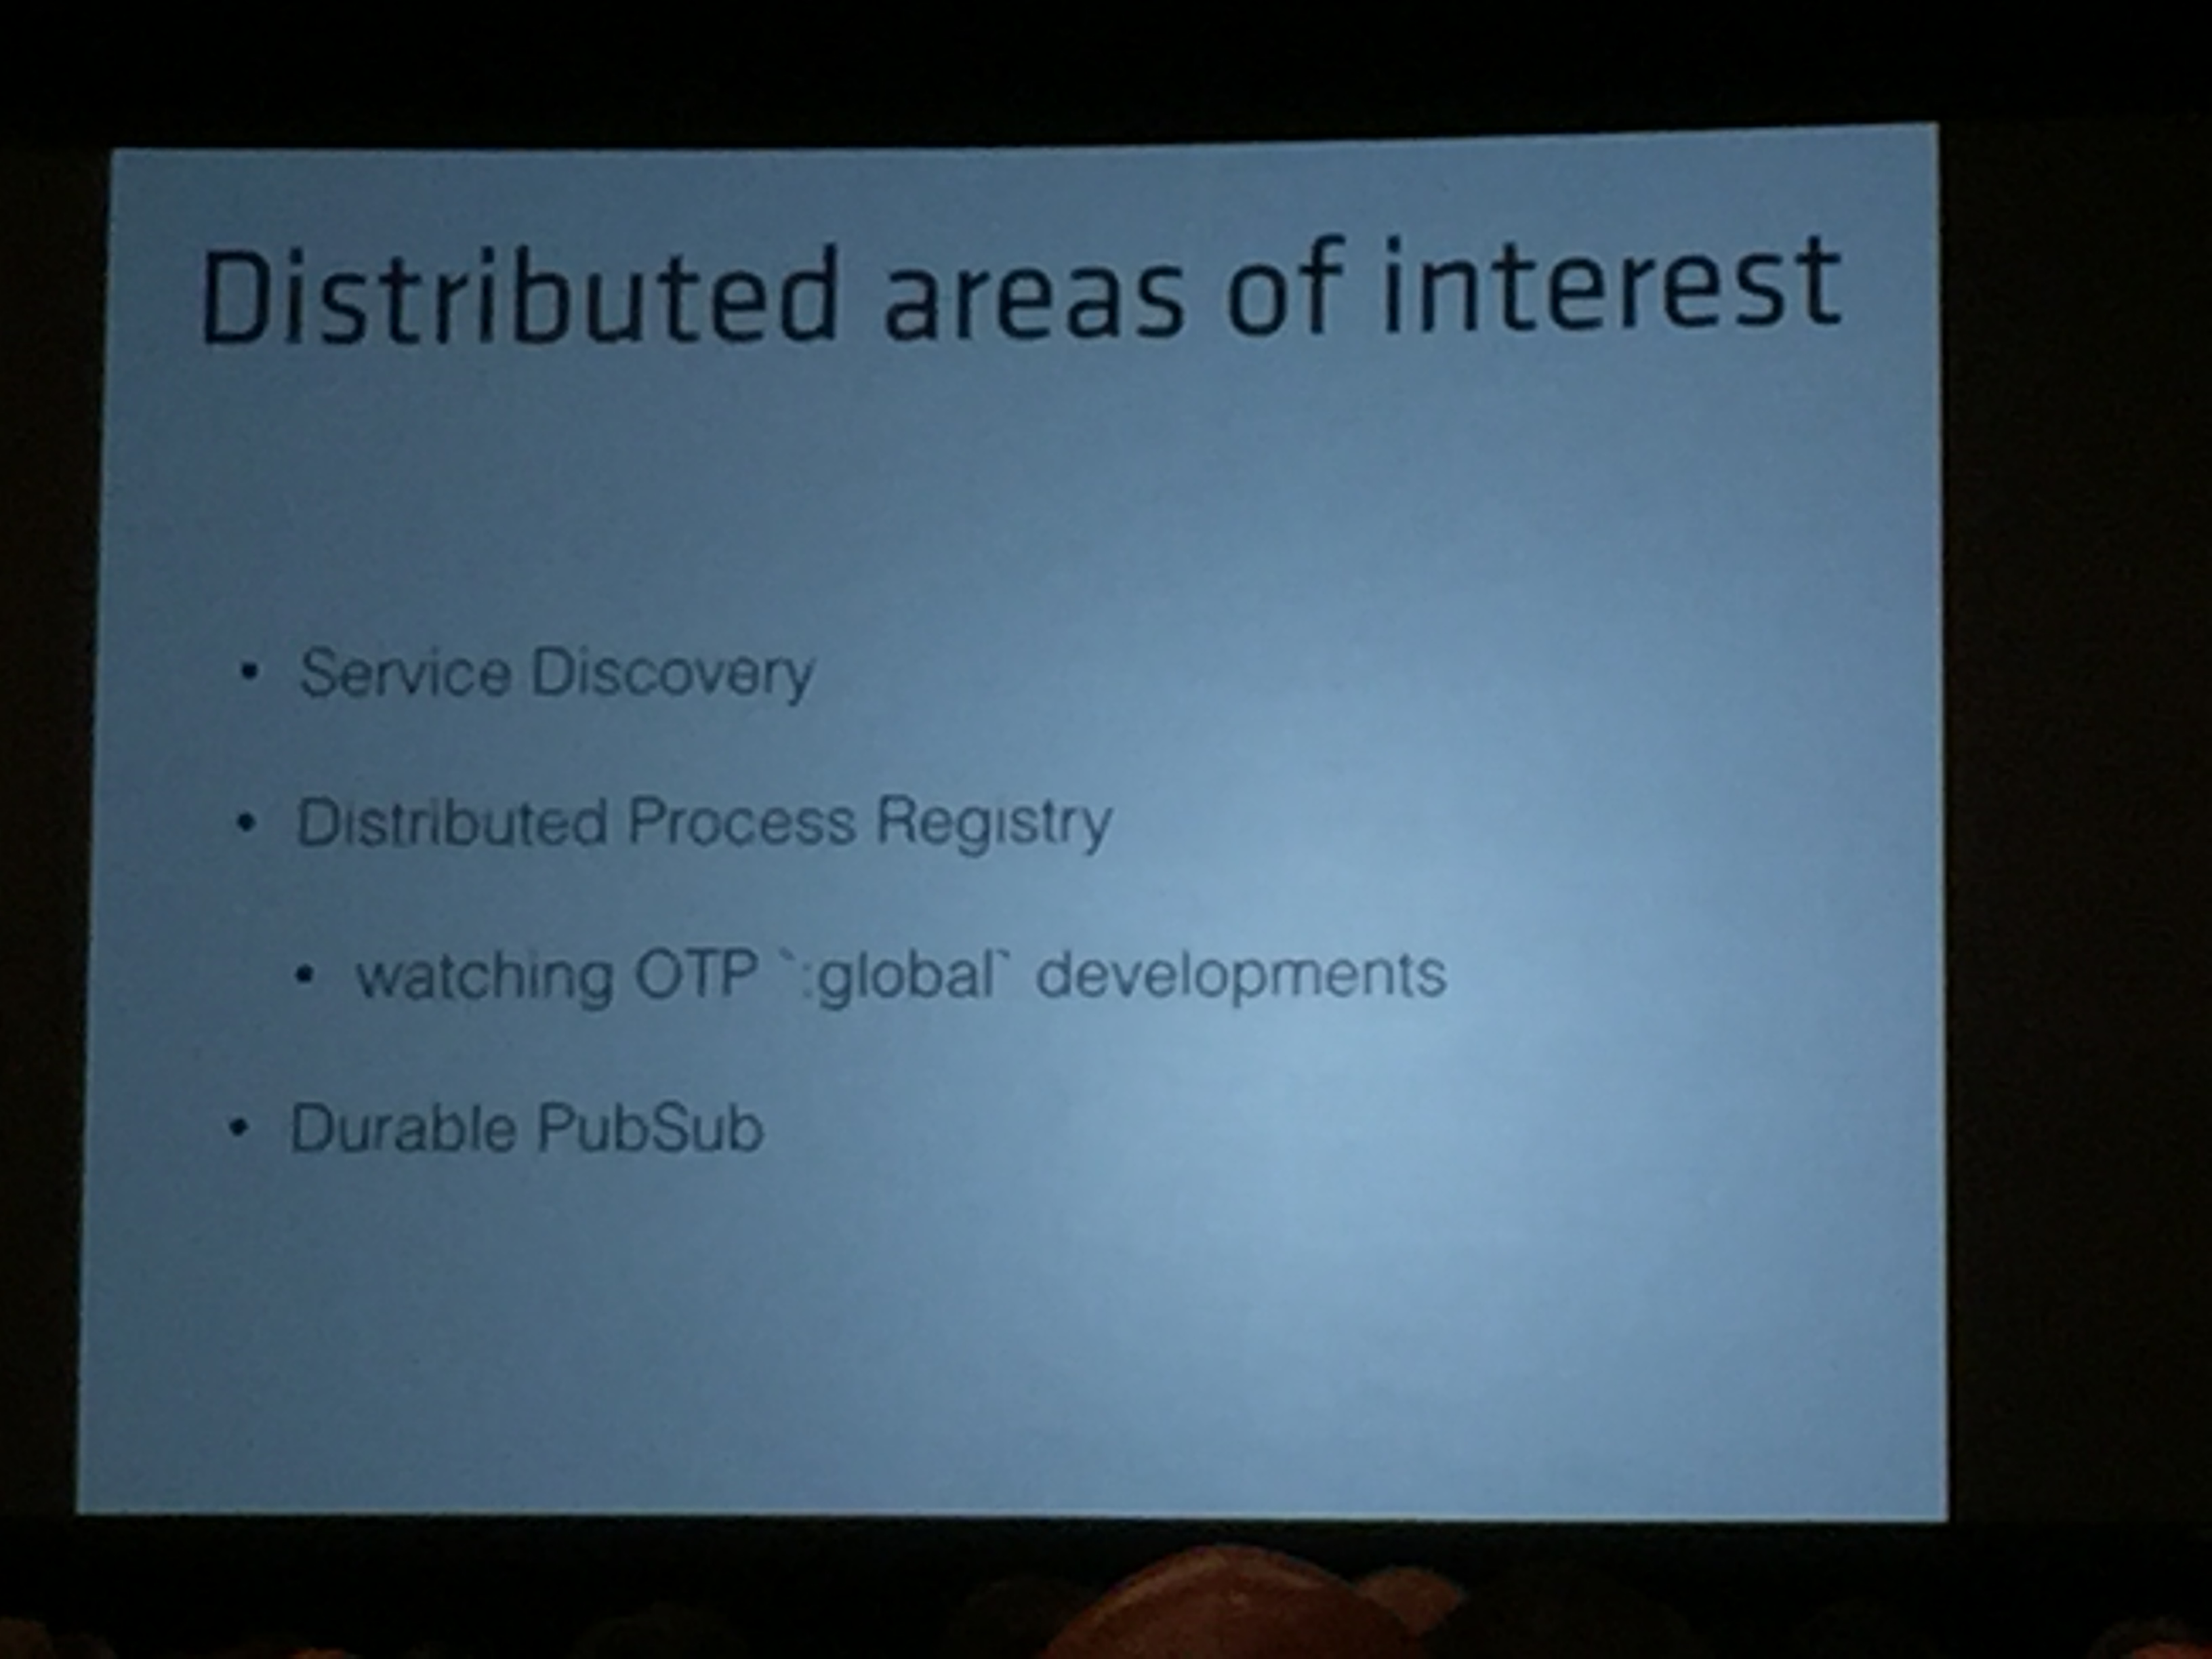 Distributed areas of interest
• Service Discovery
• Distributed Process Registry
• watching OTP `:global` developments
• Durable PubSub